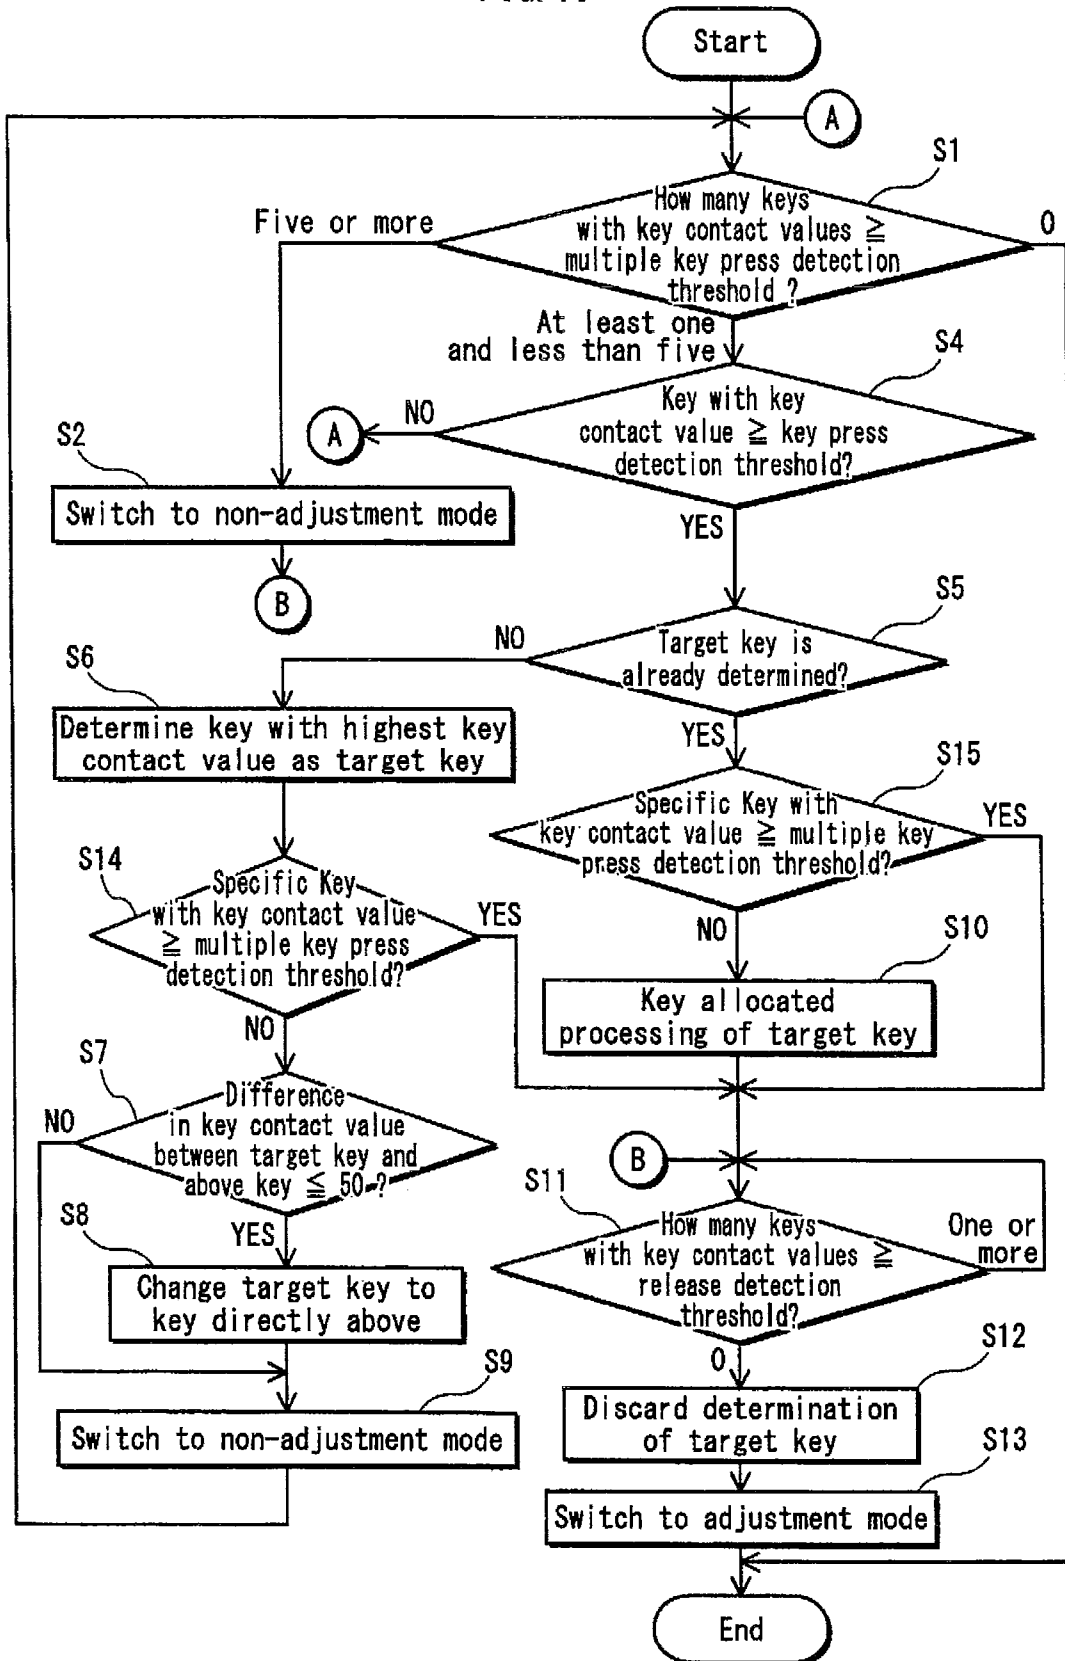 Start
A
S1
How many keys
with key contact values ≧
multiple key press detection
threshold ?
Five or more
0
At least one
and less than five
S4
Key with key
contact value ≧ key press
detection threshold?
NO
A
S2
Switch to non-adjustment mode
B
YES
S5
Target key is
already determined?
NO
S6
Determine key with highest key
contact value as target key
YES
S15
Specific Key with
key contact value ≧ multiple key
press detection threshold?
YES
S14
Specific Key
with key contact value
≧ multiple key press
detection threshold?
YES
NO
S10
Key allocated
processing of target key
NO
S7
Difference
in key contact value
between target key and
above key ≦ 50 ?
NO
B
S11
How many keys
with key contact values ≧
release detection
threshold?
One or
more
YES
S8
Change target key to
key directly above
0
S12
Discard determination
of target key
S9
Switch to non-adjustment mode
S13
Switch to adjustment mode
End